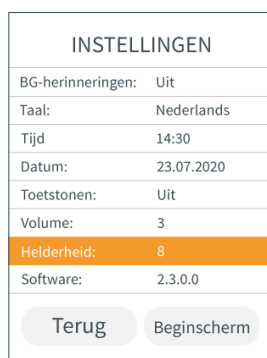 INSTELLINGEN
BG-herinneringen: Uit
Taal: Nederlands
Tijd 14:30
Datum: 23.07.2020
Toetstonen: Uit
Volume: 3
Helderheid: 8
Software: 2.3.0.0
Terug Beginscherm